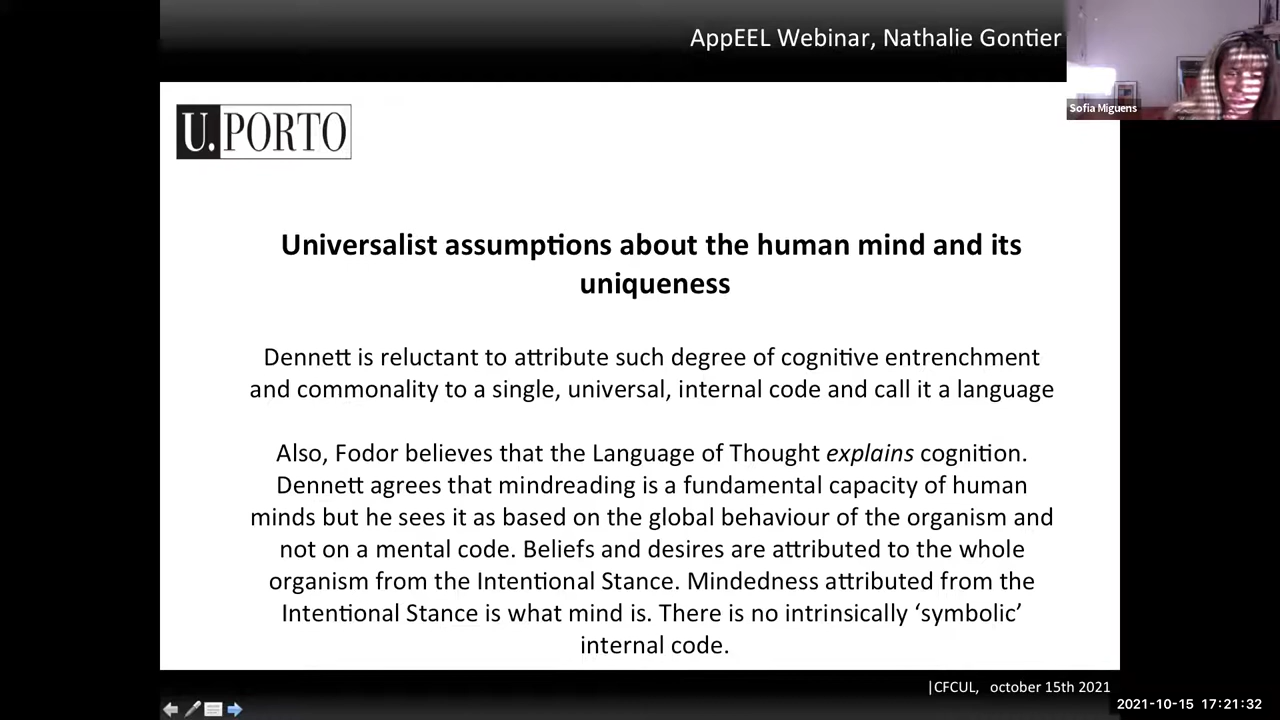 AppEEL Webinar, Nathalie Gontier
Sofia Miguens
U.PORTO
Universalist assumptions about the human mind and its
uniqueness
Dennett is reluctant to attribute such degree of cognitive entrenchment
and commonality to a single, universal, internal code and call it a language
Also, Fodor believes that the Language of Thought explains cognition.
Dennett agrees that mindreading is a fundamental capacity of human
minds but he sees it as based on the global behaviour of the organism and
not on a mental code. Beliefs and desires are attributed to the whole
organism from the Intentional Stance. Mindedness attributed from the
Intentional Stance is what mind is. There is no intrinsically ‘symbolic’
internal code.
|CFCUL, october 15th 2021
2021-10-15 17:21:32